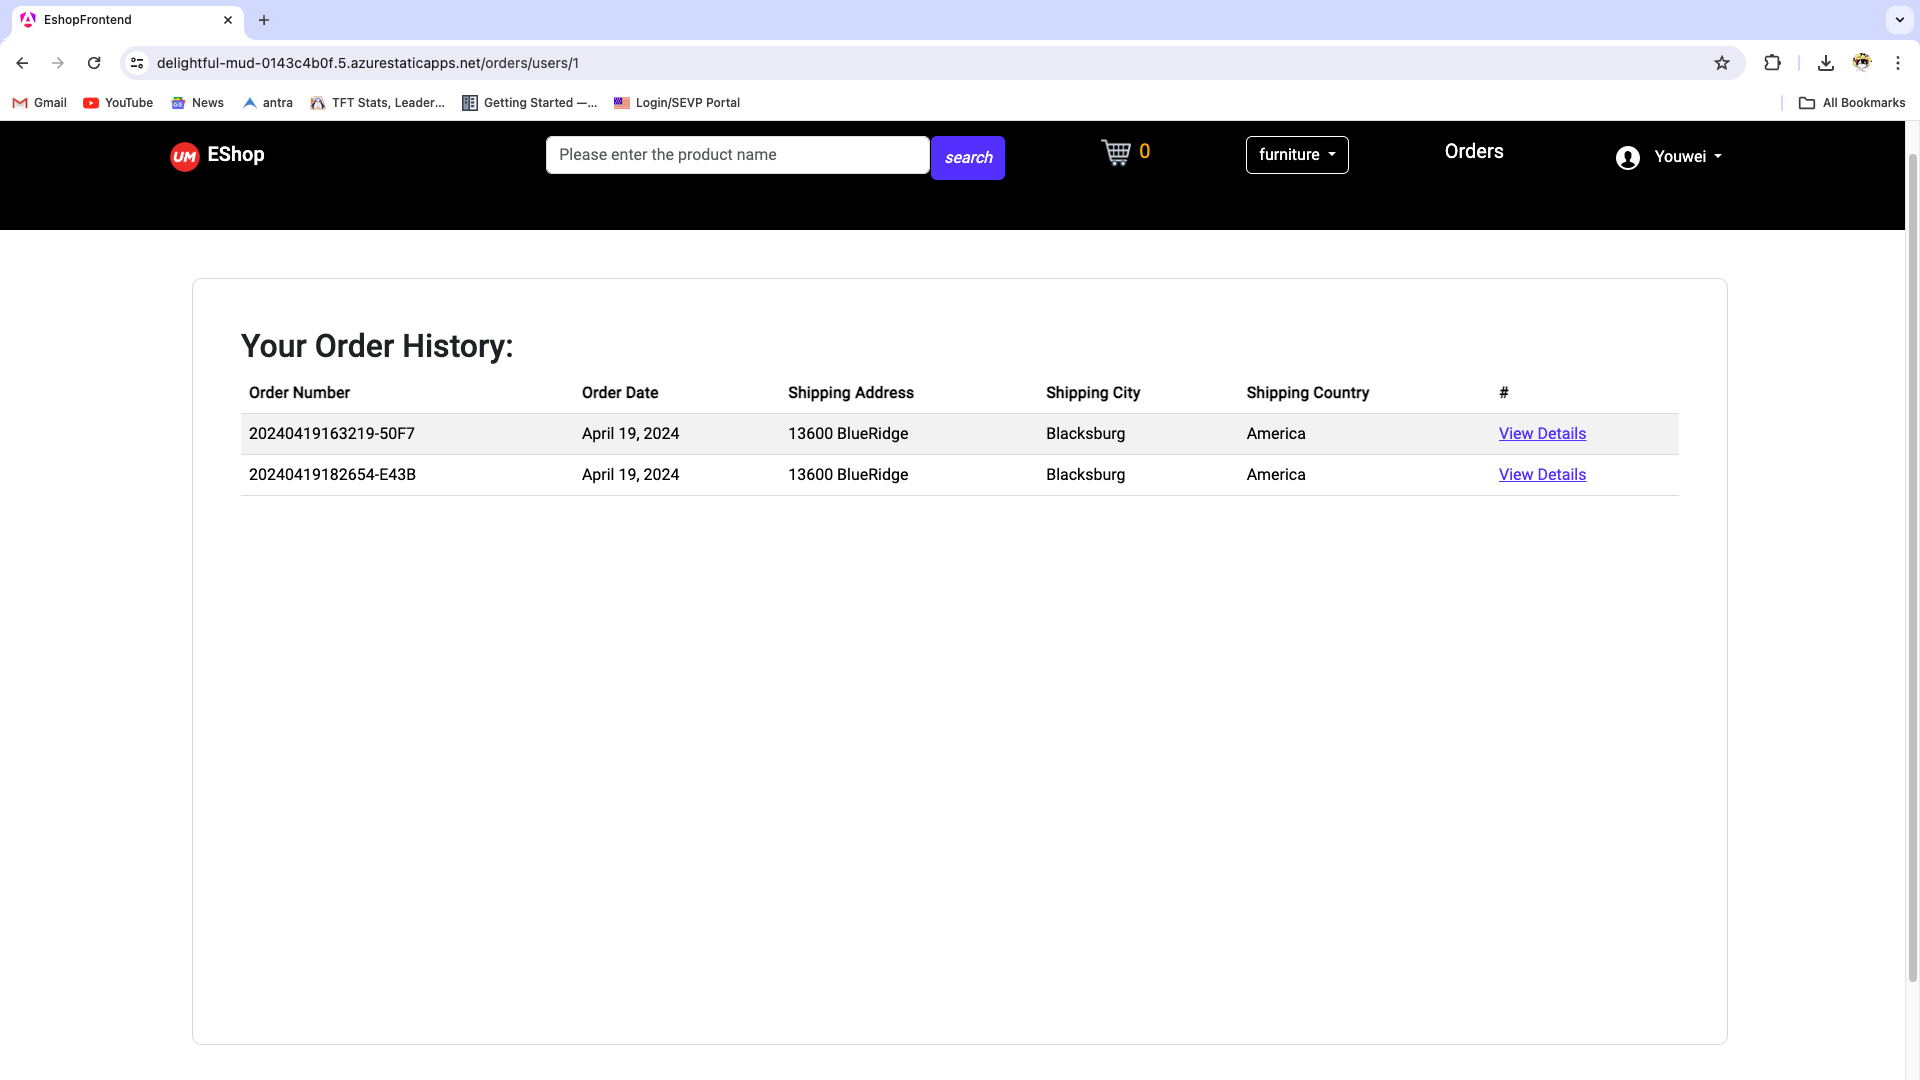 EshopFrontend
delightful-mud-0143c4b0f.5.azurestaticapps.net/orders/users/1
Gmail YouTube News antra TFT Stats, Leader... Getting Started —... Login/SEVP Portal All Bookmarks
UM EShop Please enter the product name search 0 furniture Orders Youwei
Your Order History:
Order Number Order Date Shipping Address Shipping City Shipping Country #
20240419163219-50F7 April 19, 2024 13600 BlueRidge Blacksburg America View Details
20240419182654-E43B April 19, 2024 13600 BlueRidge Blacksburg America View Details